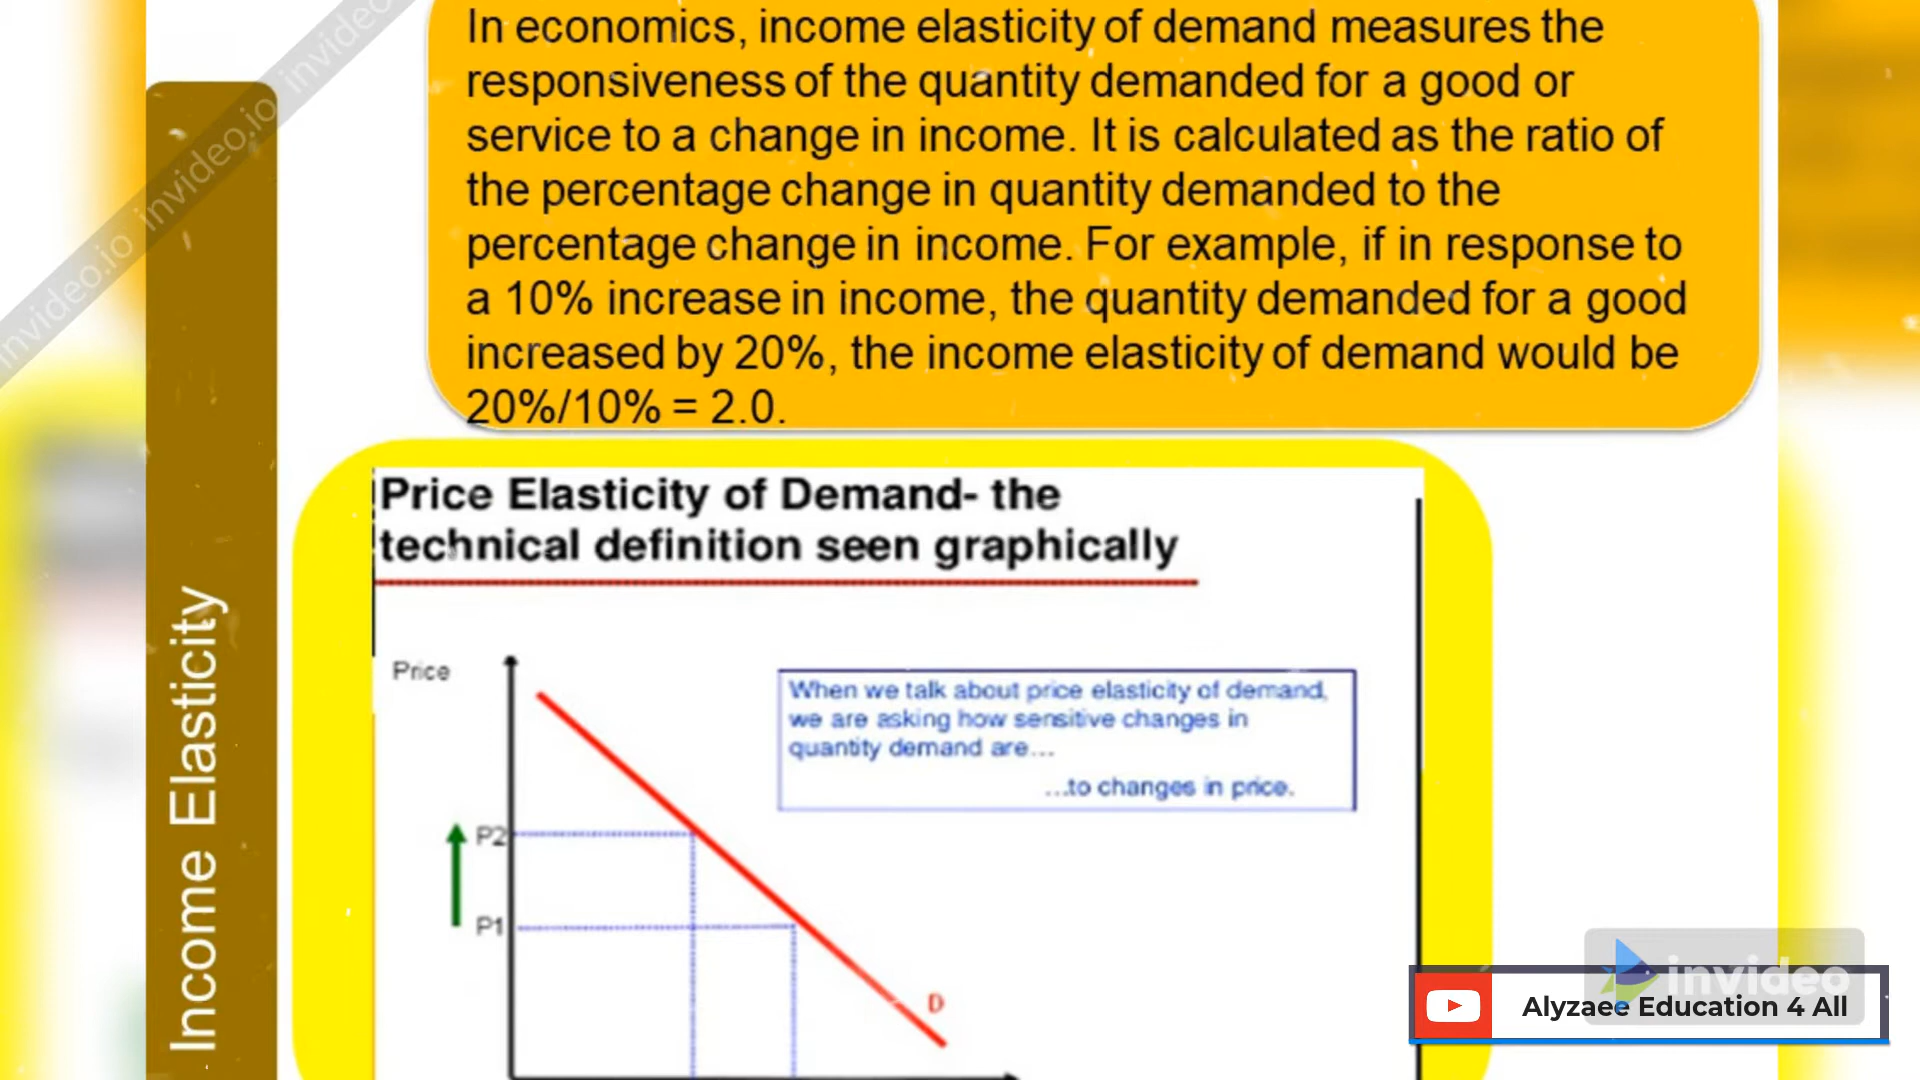 In economics, income elasticity of demand measures the
responsiveness of the quantity demanded for a good or
service to a change in income. It is calculated as the ratio of
the percentage change in quantity demanded to the
percentage change in income. For example, if in response to
a 10% increase in income, the quantity demanded for a good
increased by 20%, the income elasticity of demand would be
20%/10% = 2.0.
Income Elasticity
Price Elasticity of Demand- the
technical definition seen graphically
Price
When we talk about price elasticity of demand,
we are asking how sensitive changes in
quantity demand are...
...to changes in price.
P2
P1
D
invideo
Alyzaee Education 4 All
invideo.io invideo.io invideo